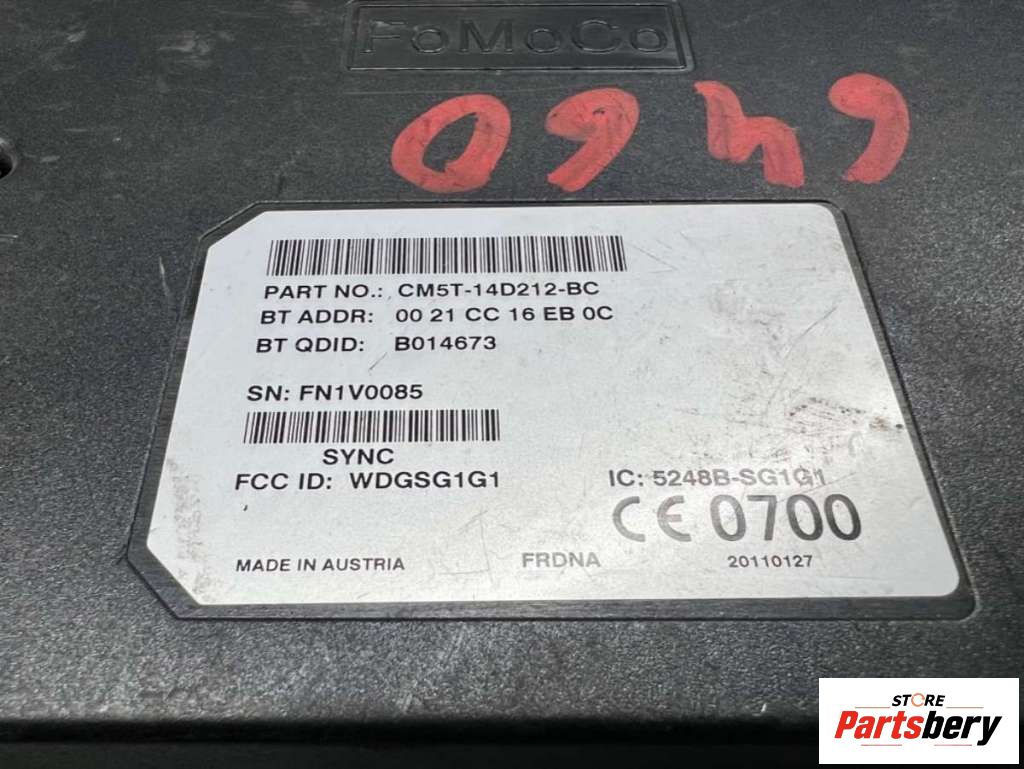 FoMoCo
PART NO.: CM5T-14D212-BC
BT ADDR: 00 21 CC 16 EB 0C
BT QDID: B014673
SN: FN1V0085
SYNC
FCC ID: WDGSG1G1
IC: 5248B-SG1G1
CE 0700
MADE IN AUSTRIA FRDNA 20110127
STORE
Partsbery